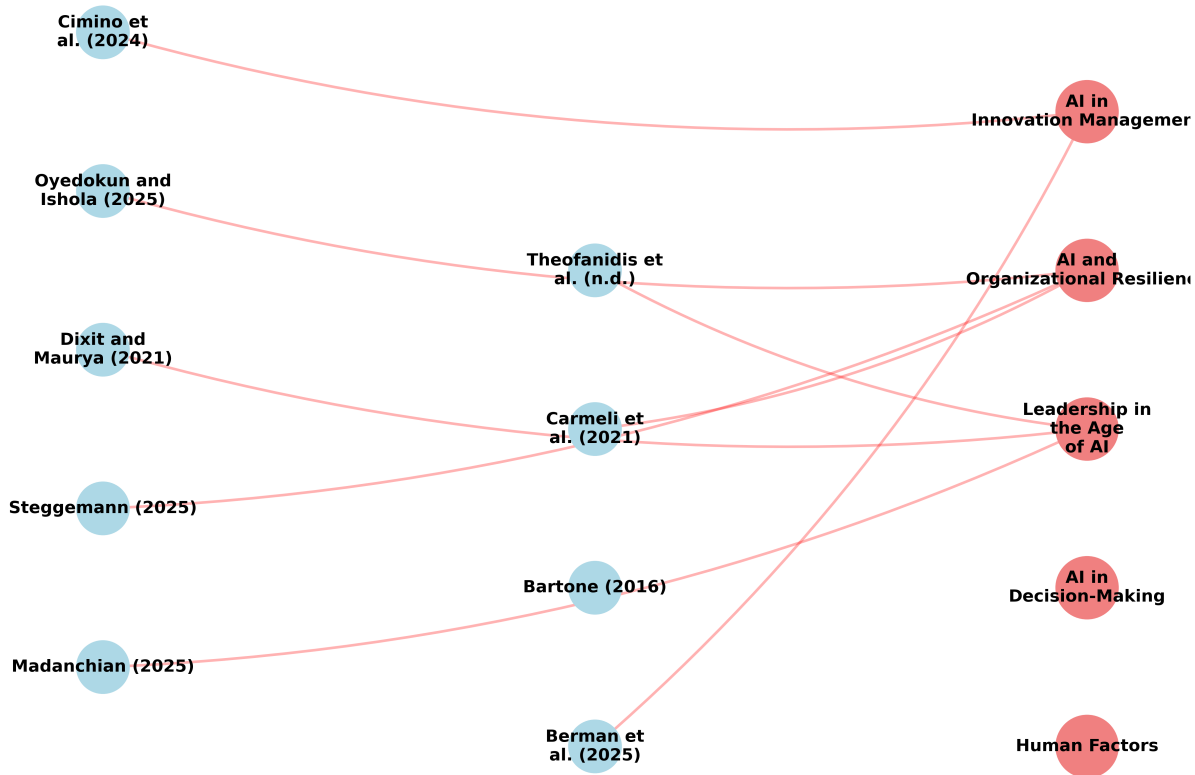 Cimino et
al. (2024)
Oyedokun and
Ishola (2025)
Dixit and
Maurya (2021)
Steggemann (2025)
Madanchian (2025)
Theofanidis et
al. (n.d.)
Carmeli et
al. (2021)
Bartone (2016)
Berman et
al. (2025)
AI in
Innovation Managemer
AI and
Organizational Resilienc
Leadership in
the Age
of AI
AI in
Decision-Making
Human Factors